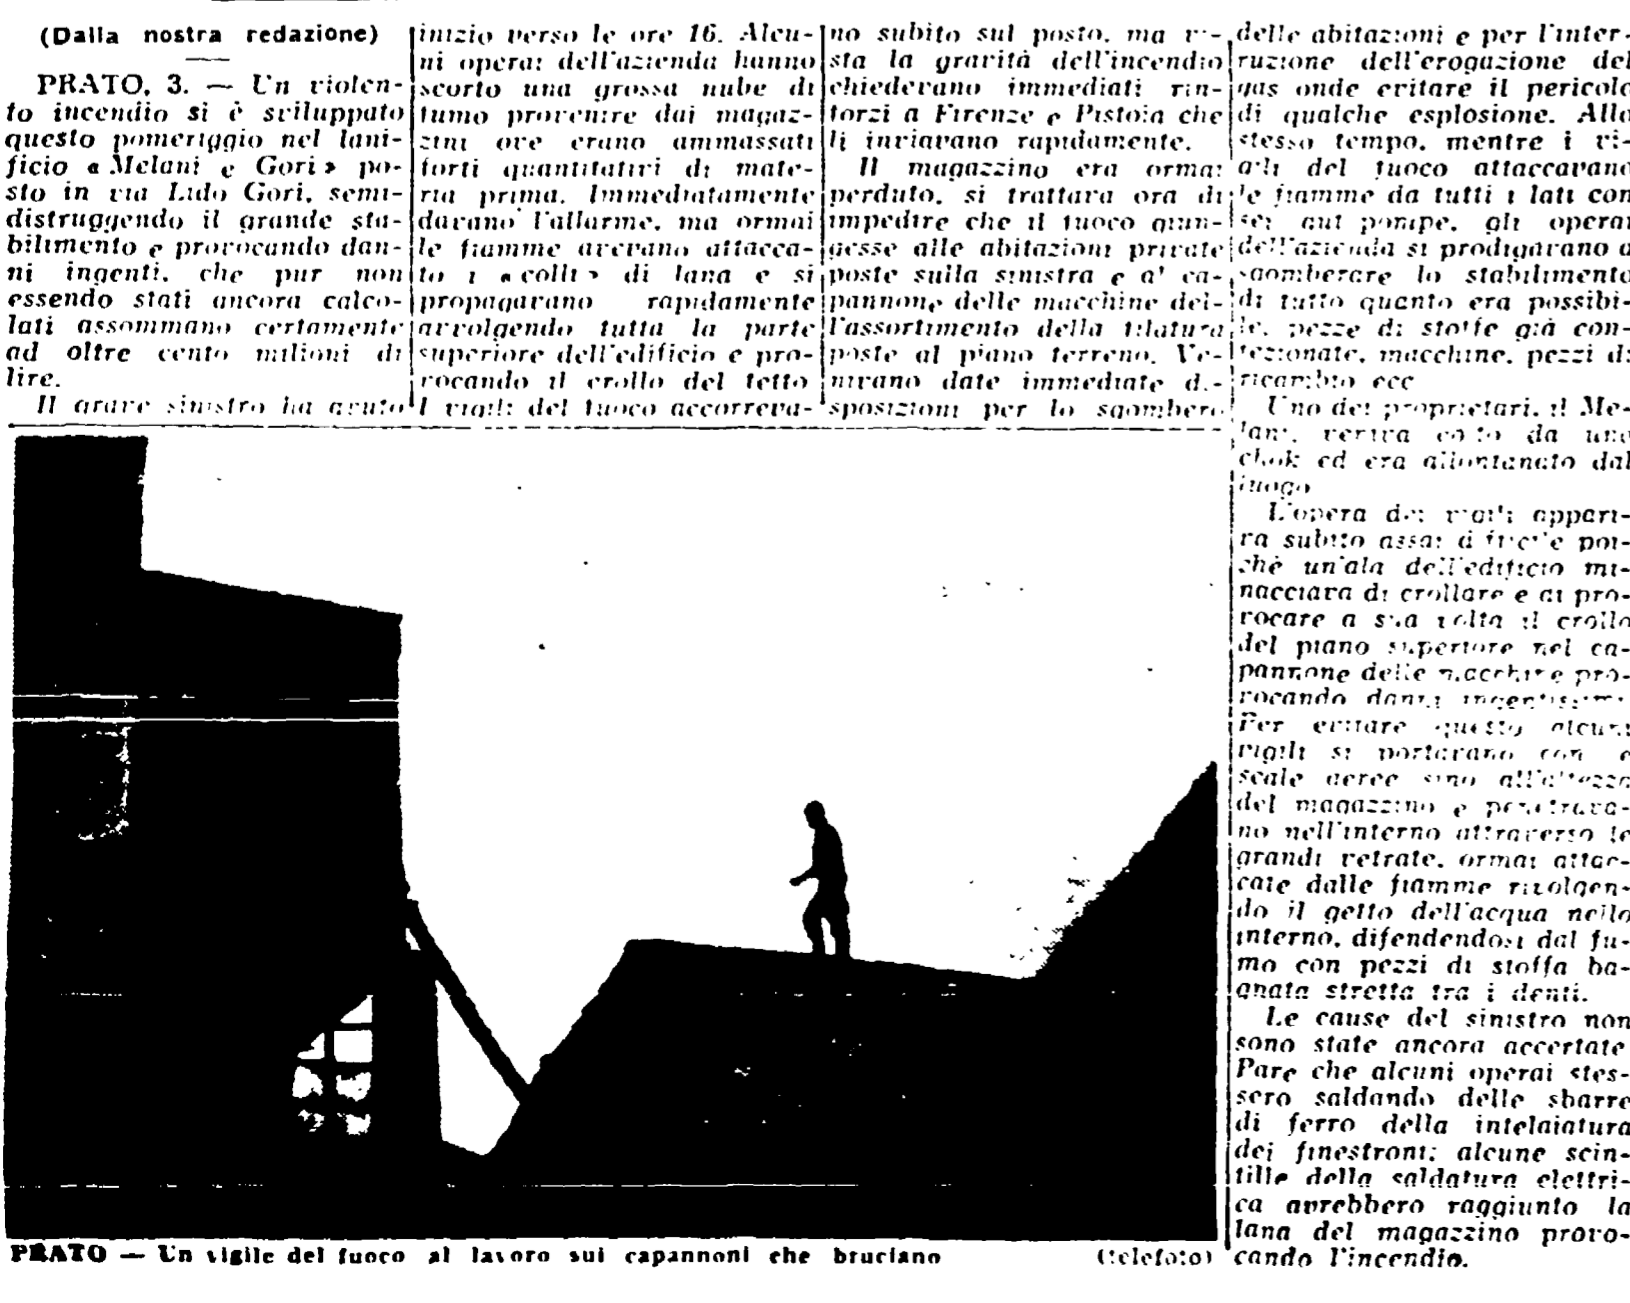 (Dalla nostra redazione)
PRATO, 3. — Un violen-
to incendio si è sviluppato
questo pomeriggio nel lani-
ficio « Melani e Gori » po-
sto in via Lido Gori, semi-
distruggendo il grande sta-
bilimento e provocando dan-
ni ingenti, che pur non
essendo stati ancora calco-
lati assommano certamente
ad oltre cento milioni di
lire.
Il grave sinistro ha avuto
inizio verso le ore 16. Alcu-
ni operai dell'azienda hanno
scorto una grossa nube di
fumo provenire dai magaz-
zini ove erano ammassati
forti quantitativi di mate-
ria prima. Immediatamente
davano l'allarme, ma ormai
le fiamme avevano attacca-
to i « colli » di lana e si
propagavano rapidamente
avvolgendo tutta la parte
superiore dell'edificio e pro-
vocando il crollo del tetto
I vigili del fuoco accorreva-
no subito sul posto, ma vi-
sta la gravità dell'incendio
chiedevano immediati rin-
forzi a Firenze e Pistoia che
li inviavano rapidamente.
Il magazzino era ormai
perduto, si trattava ora di
impedire che il fuoco giun-
gesse alle abitazioni private
poste sulla sinistra e al ca-
pannone delle macchine del-
l'assortimento della filatura
poste al piano terreno. Ve-
nivano date immediate di-
sposizioni per lo sgombero
delle abitazioni e per l'inter-
ruzione dell'erogazione del
gas onde evitare il pericolo
di qualche esplosione. Allo
stesso tempo, mentre i vi-
gili del fuoco attaccavano
le fiamme da tutti i lati con
sei autopompe, gli operai
dell'azienda si prodigavano a
sgomberare lo stabilimento
di tutto quanto era possibi-
le, pezze di stoffe già con-
fezionate, macchine, pezzi di
ricambio ecc
Uno dei proprietari, il Me-
lani, veniva colto da uno
chok ed era allontanato dal
luogo
L'opera dei vigili appari-
va subito assai difficile poi-
chè un'ala dell'edificio mi-
nacciava di crollare e di pro-
vocare a sua volta il crollo
del piano superiore nel ca-
pannone delle macchine pro-
vocando danni ingentissimi
Per evitare questo alcuni
vigili si portavano con le
scale aeree sino all'altezza
del magazzino e penetrava-
no nell'interno attraverso le
grandi vetrate, ormai attac-
cate dalle fiamme rivolgen-
do il getto dell'acqua nello
interno, difendendosi dal fu-
mo con pezzi di stoffa ba-
gnata stretta tra i denti.
Le cause del sinistro non
sono state ancora accertate
Pare che alcuni operai stes-
sero saldando delle sbarre
di ferro della intelaiatura
dei finestroni; alcune scin-
tille della saldatura elettri-
ca avrebbero raggiunto la
lana del magazzino provo-
cando l'incendio.
PRATO — Un vigile del fuoco al lavoro sui capannoni che bruciano (telefoto)